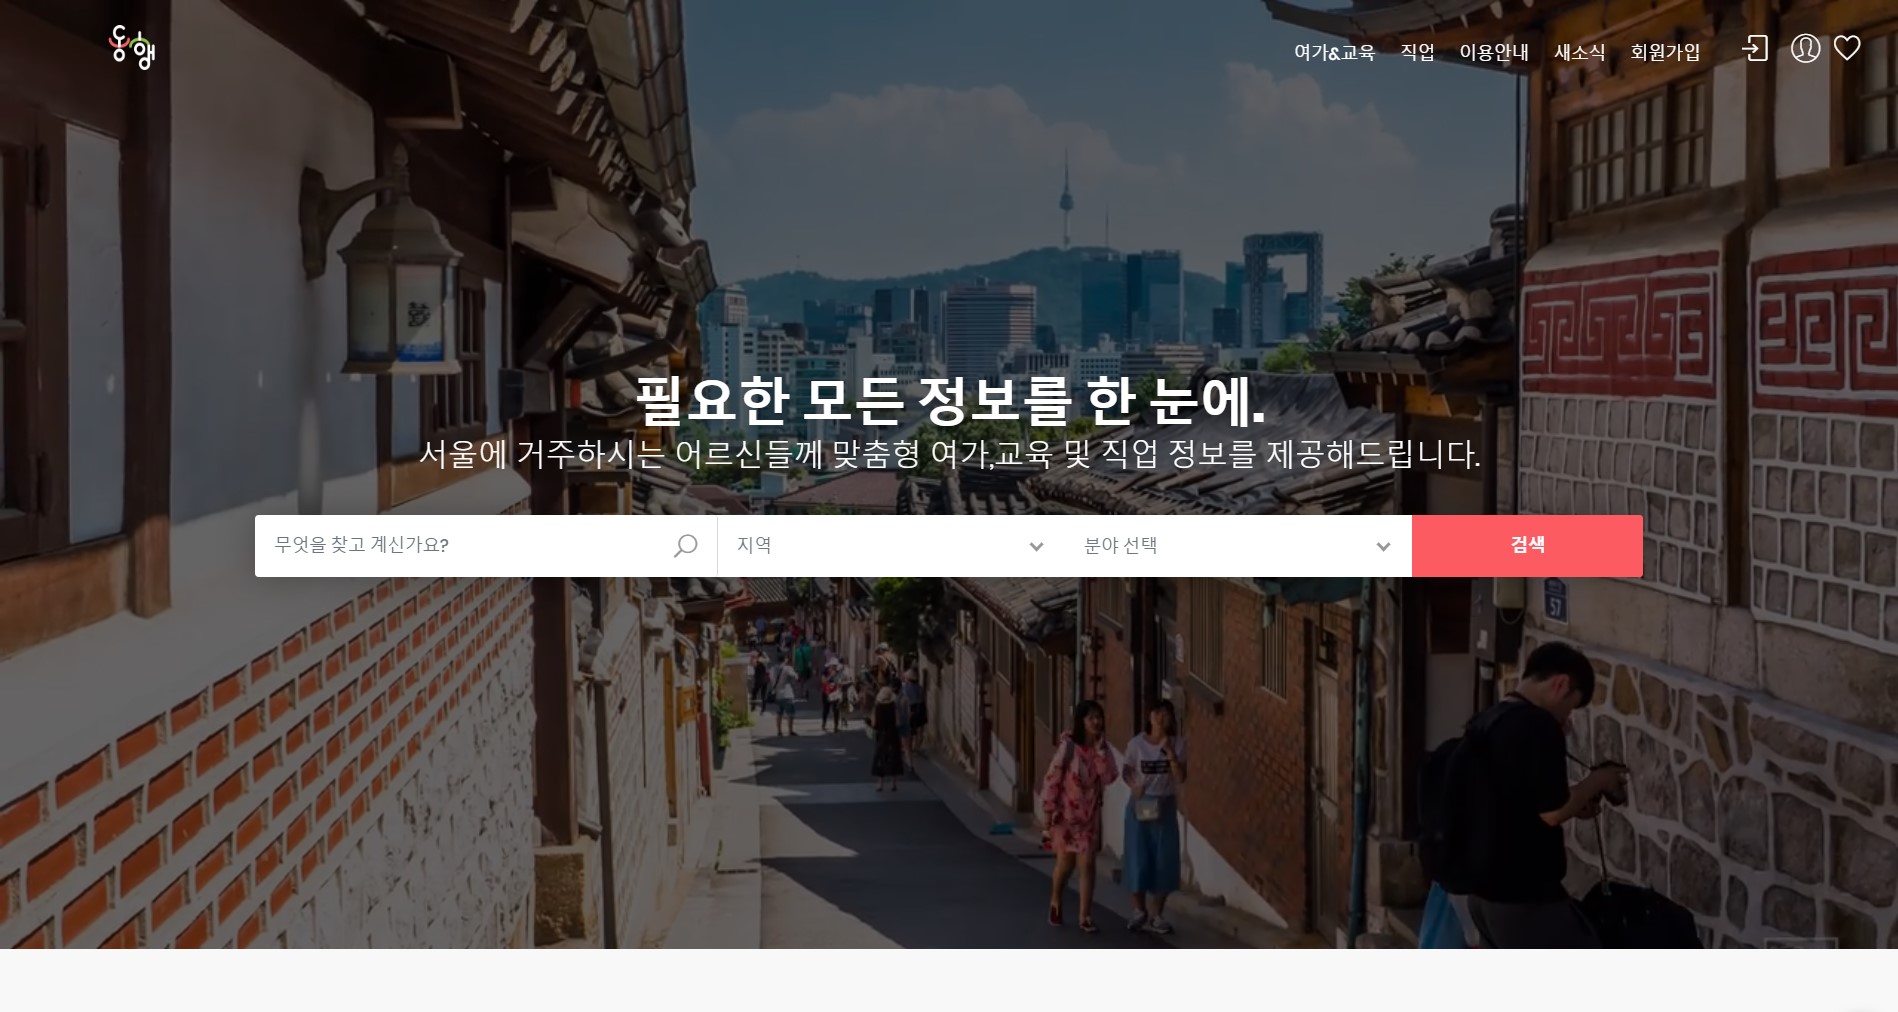 동행
여가&교육 직업 이용안내 새소식 회원가입
필요한 모든 정보를 한 눈에.
서울에 거주하시는 어르신들께 맞춤형 여가,교육 및 직업 정보를 제공해드립니다.
무엇을 찾고 계신가요? 지역 분야 선택 검색
57